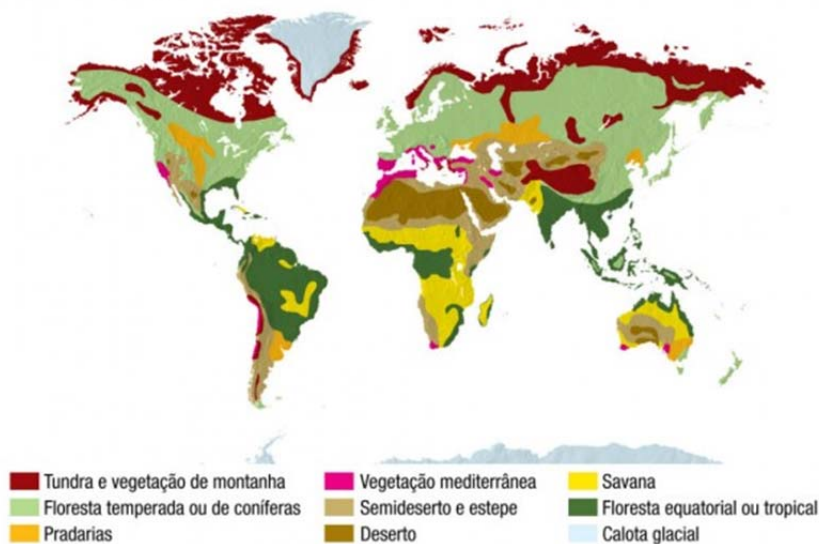 Tundra e vegetação de montanha
Floresta temperada ou de coníferas
Pradarias
Vegetação mediterrânea
Semideserto e estepe
Deserto
Savana
Floresta equatorial ou tropical
Calota glacial